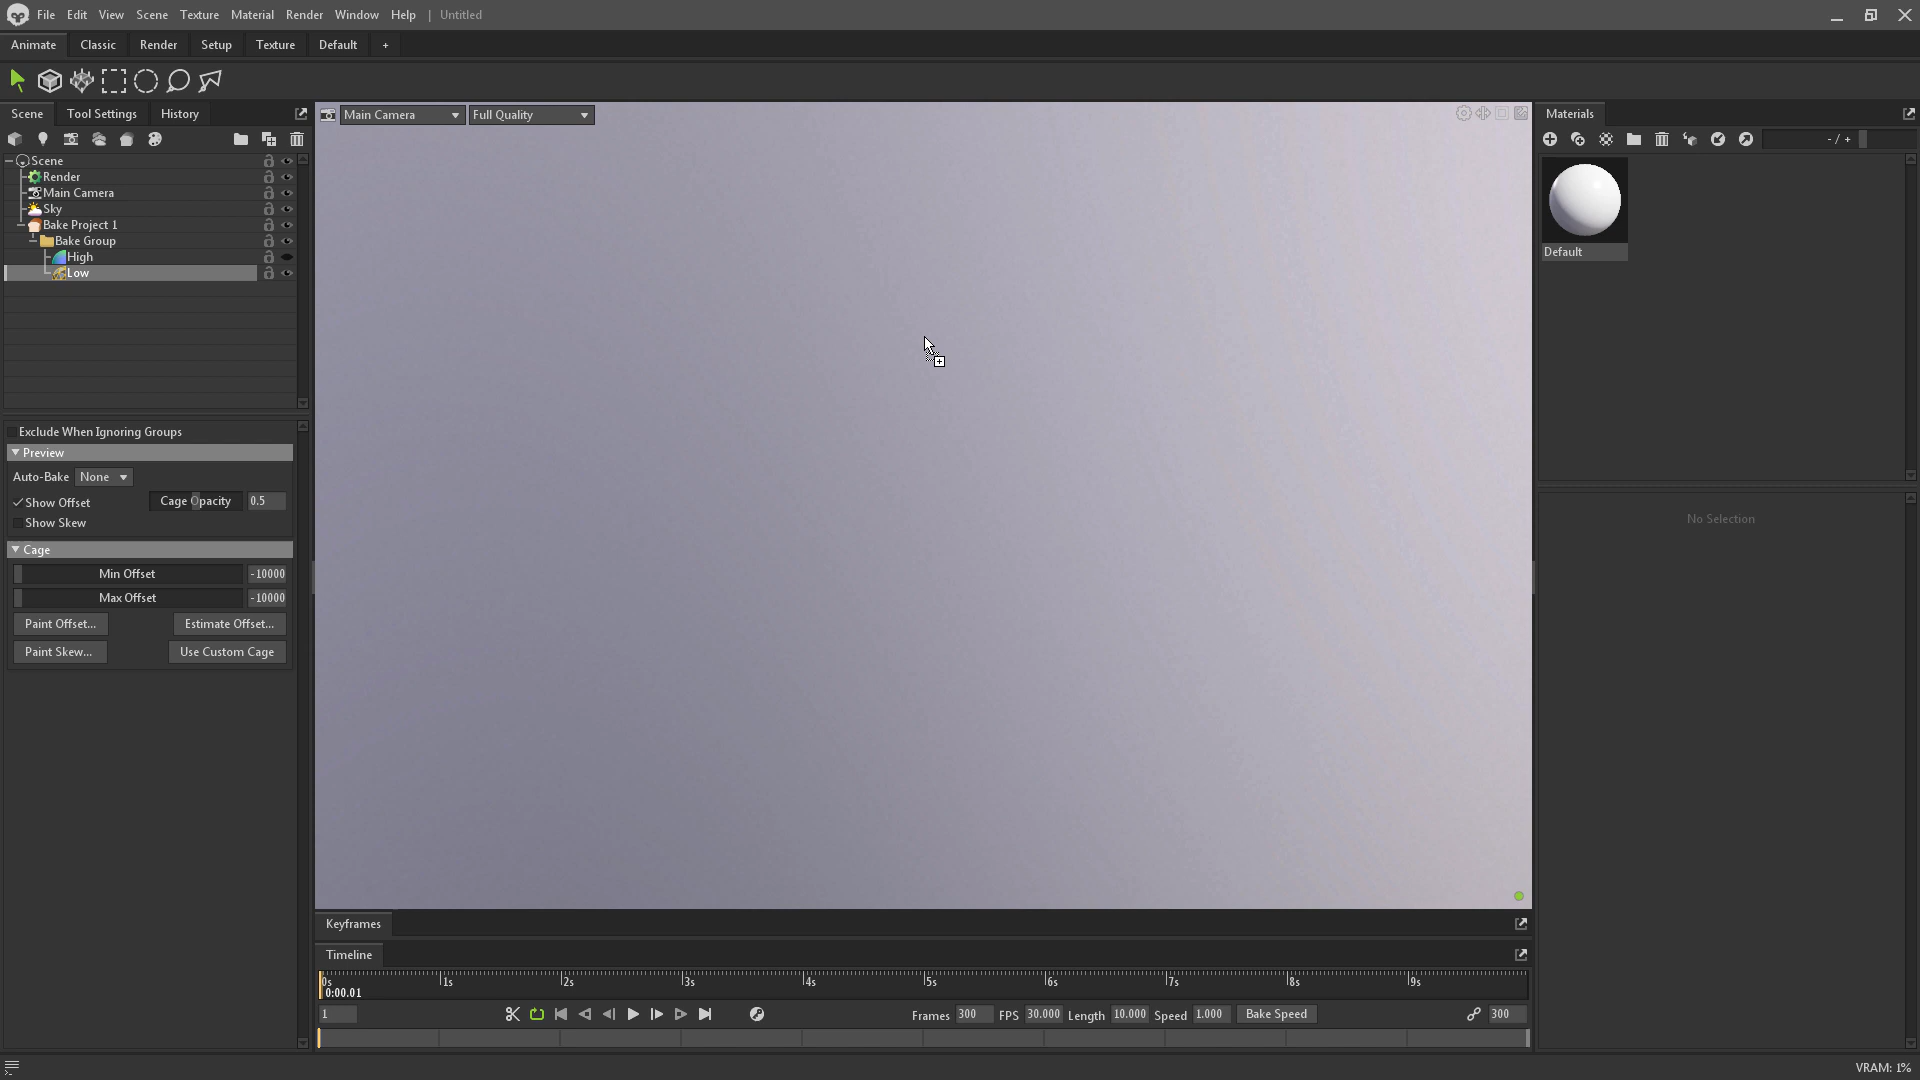 File Edit View Scene Texture Material Render Window Help | Untitled
Animate Classic Render Setup Texture Default +
Scene Tool Settings History
Main Camera Full Quality
Materials
- / +
Scene
Render
Main Camera
Sky
Bake Project 1
Bake Group
High
Low
Default
Exclude When Ignoring Groups
Preview
Auto-Bake None
Show Offset Cage Opacity 0.5
Show Skew
Cage
Min Offset -10000
Max Offset -10000
Paint Offset... Estimate Offset...
Paint Skew... Use Custom Cage
No Selection
Keyframes
Timeline
0s 1s 2s 3s 4s 5s 6s 7s 8s 9s
0:00.01
1 Frames 300 FPS 30.000 Length 10.000 Speed 1.000 Bake Speed 300
VRAM: 1%